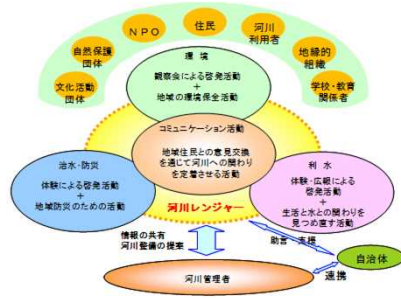 文化活動
団体
自然保護
団体
NPO
住民
河川
利用者
地縁的
組織
学校・教育
関係者
環 境
観察会による啓発活動
+
地域の環境保全活動
コミュニケーション活動
地域住民との意見交換
を通じて河川への関わり
を定着させる活動
治水・防災
体験による啓発活動
+
地域防災のための活動
利 水
体験・広報による
啓発活動
+
生活と水との関わりを
見つめ直す活動
河川レンジャー
情報の共有
河川整備の提案
助言・支援
自治体
連携
河川管理者